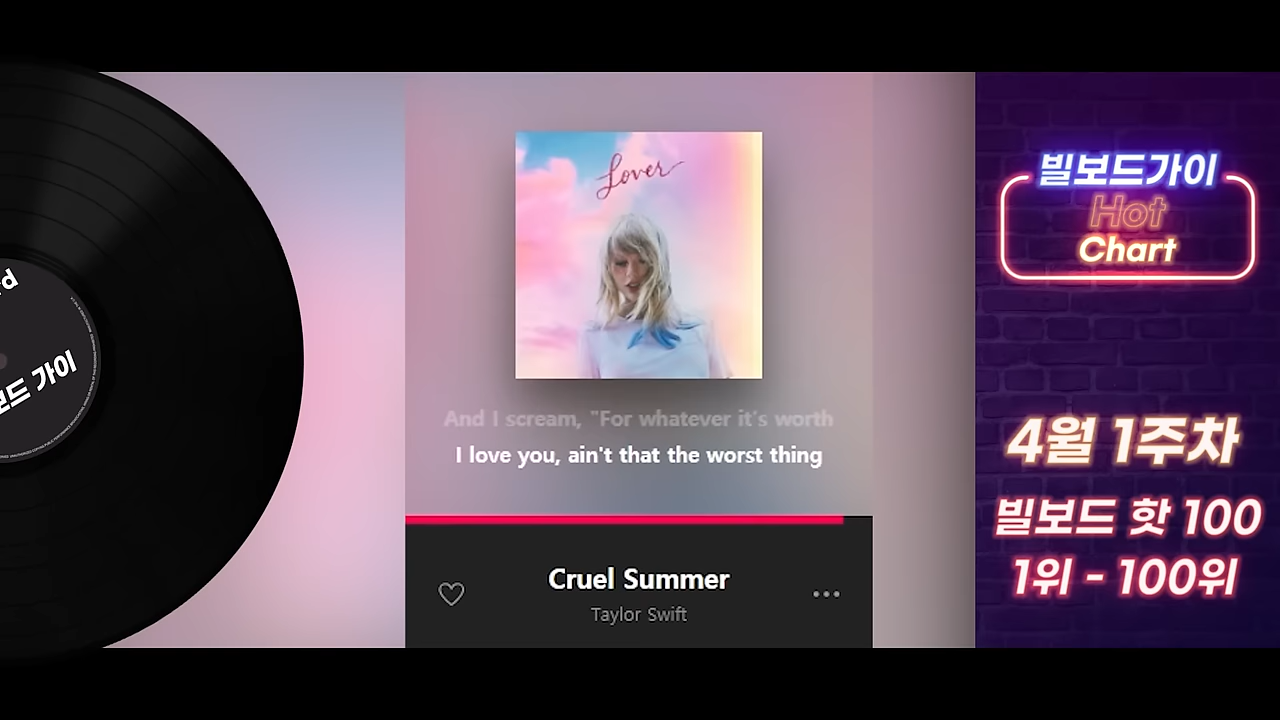 rd
보드 가이
Lover
And I scream, "For whatever it's worth
I love you, ain't that the worst thing
Cruel Summer
Taylor Swift
빌보드가이
Hot
Chart
4월 1주차
빌보드 핫 100
1위 - 100위